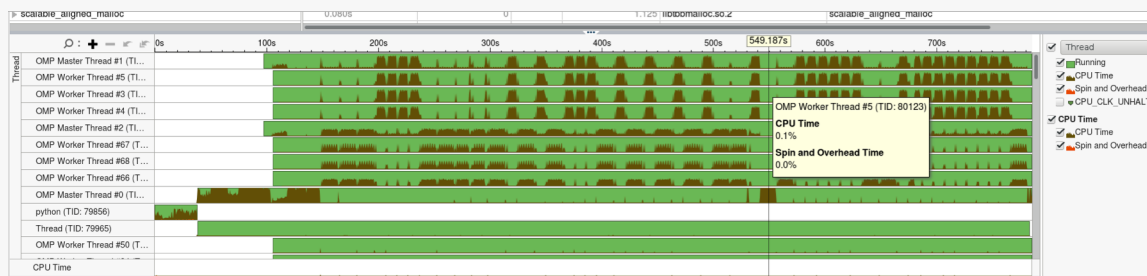 scalable_aligned_malloc 0.080s 0 1.125 libtbbmalloc.so.2 scalable_aligned_malloc
549.187s
0s 100s 200s 300s 400s 500s 600s 700s
Thread
OMP Master Thread #1 (TI...
OMP Worker Thread #5 (TI...
OMP Worker Thread #3 (TI...
OMP Worker Thread #4 (TI...
OMP Master Thread #2 (TI...
OMP Worker Thread #67 (T...
OMP Worker Thread #68 (T...
OMP Worker Thread #66 (T...
OMP Master Thread #0 (TI...
python (TID: 79856)
Thread (TID: 79965)
OMP Worker Thread #50 (T...
CPU Time
OMP Worker Thread #5 (TID: 80123)
CPU Time
0.1%
Spin and Overhead Time
0.0%
Thread
Running
CPU Time
Spin and Overhead
CPU_CLK_UNHAL
CPU Time
CPU Time
Spin and Overhead